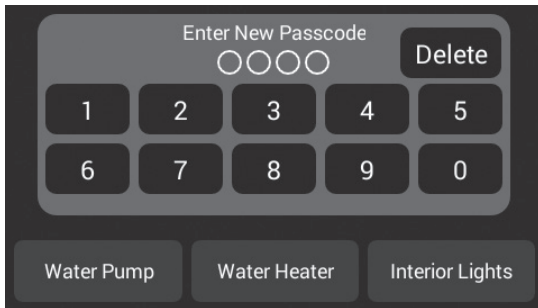 Enter New Passcode
Delete
1 2 3 4 5
6 7 8 9 0
Water Pump Water Heater Interior Lights